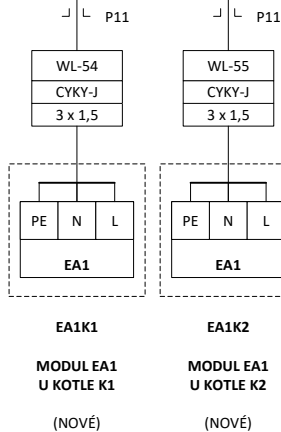 P11 P11
WL-54 WL-55
CYKY-J CYKY-J
3 x 1,5 3 x 1,5
PE N L PE N L
EA1 EA1
EA1K1 EA1K2
MODUL EA1 MODUL EA1
U KOTLE K1 U KOTLE K2
(NOVÉ) (NOVÉ)